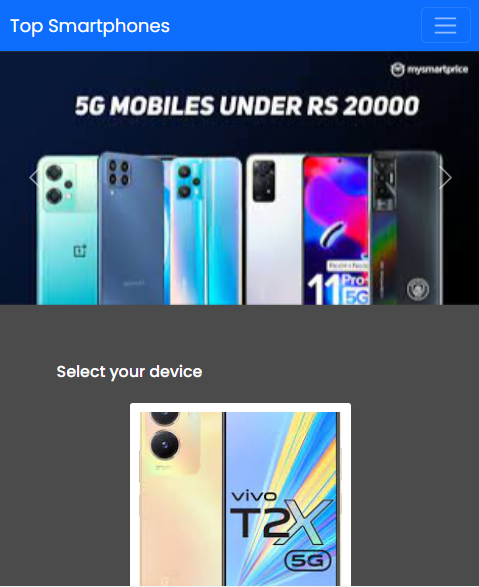 Top Smartphones
mysmartprice
5G MOBILES UNDER RS 20000
11 Pro+
5G
Select your device
vivo
T2X
5G